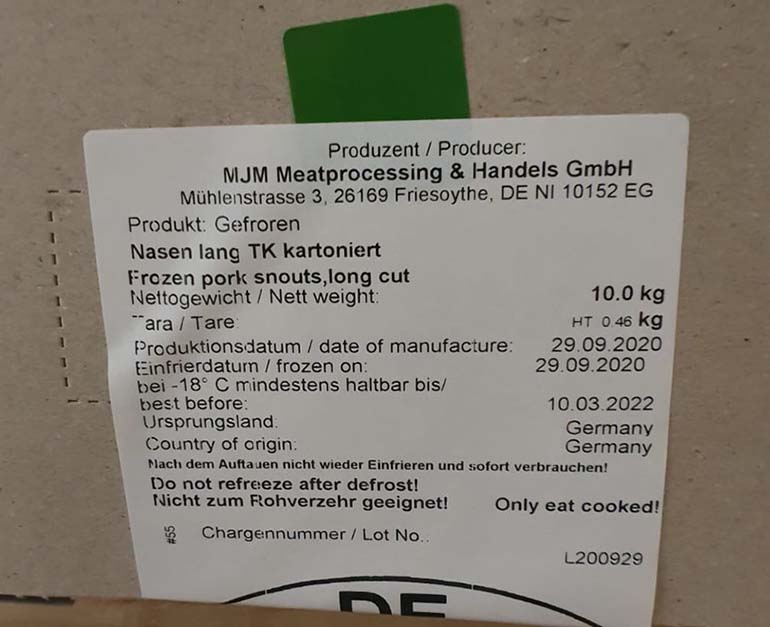 Produzent / Producer:
MJM Meatprocessing & Handels GmbH
Mühlenstrasse 3, 26169 Friesoythe, DE NI 10152 EG
Produkt: Gefroren
Nasen lang TK kartoniert
Frozen pork snouts,long cut
Nettogewicht / Nett weight: 10.0 kg
Tara / Tare HT 0.46 kg
Produktionsdatum / date of manufacture: 29.09.2020
Einfrierdatum / frozen on: 29.09.2020
bei -18° C mindestens haltbar bis/
best before: 10.03.2022
Ursprungsland: Germany
Country of origin: Germany
Nach dem Auftauen nicht wieder Einfrieren und sofort verbrauchen!
Do not refreeze after defrost!
Nicht zum Rohverzehr geeignet! Only eat cooked!
#55 Chargennummer / Lot No..
L200929
DE